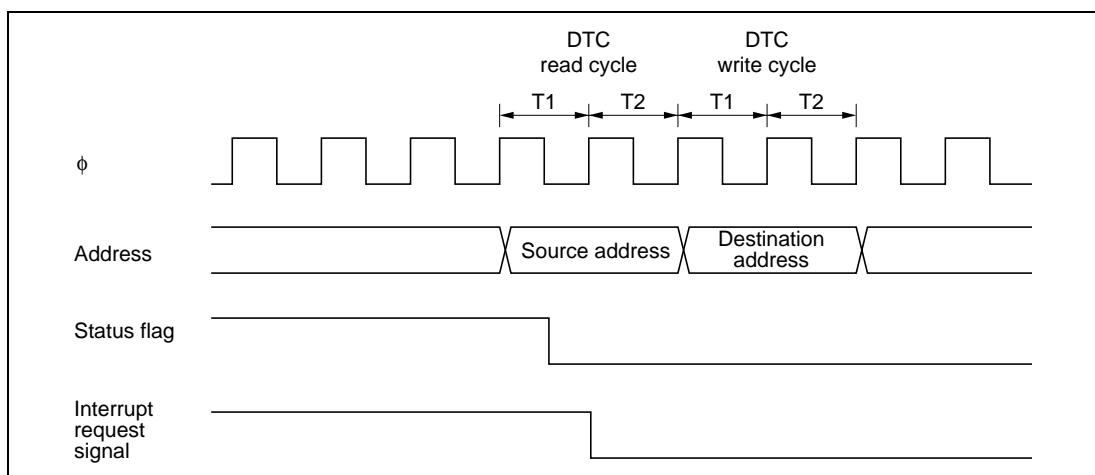 DTC
read cycle
DTC
write cycle
T1
T2
T1
T2
ϕ
Address
Source address
Destination
address
Status flag
Interrupt
request
signal